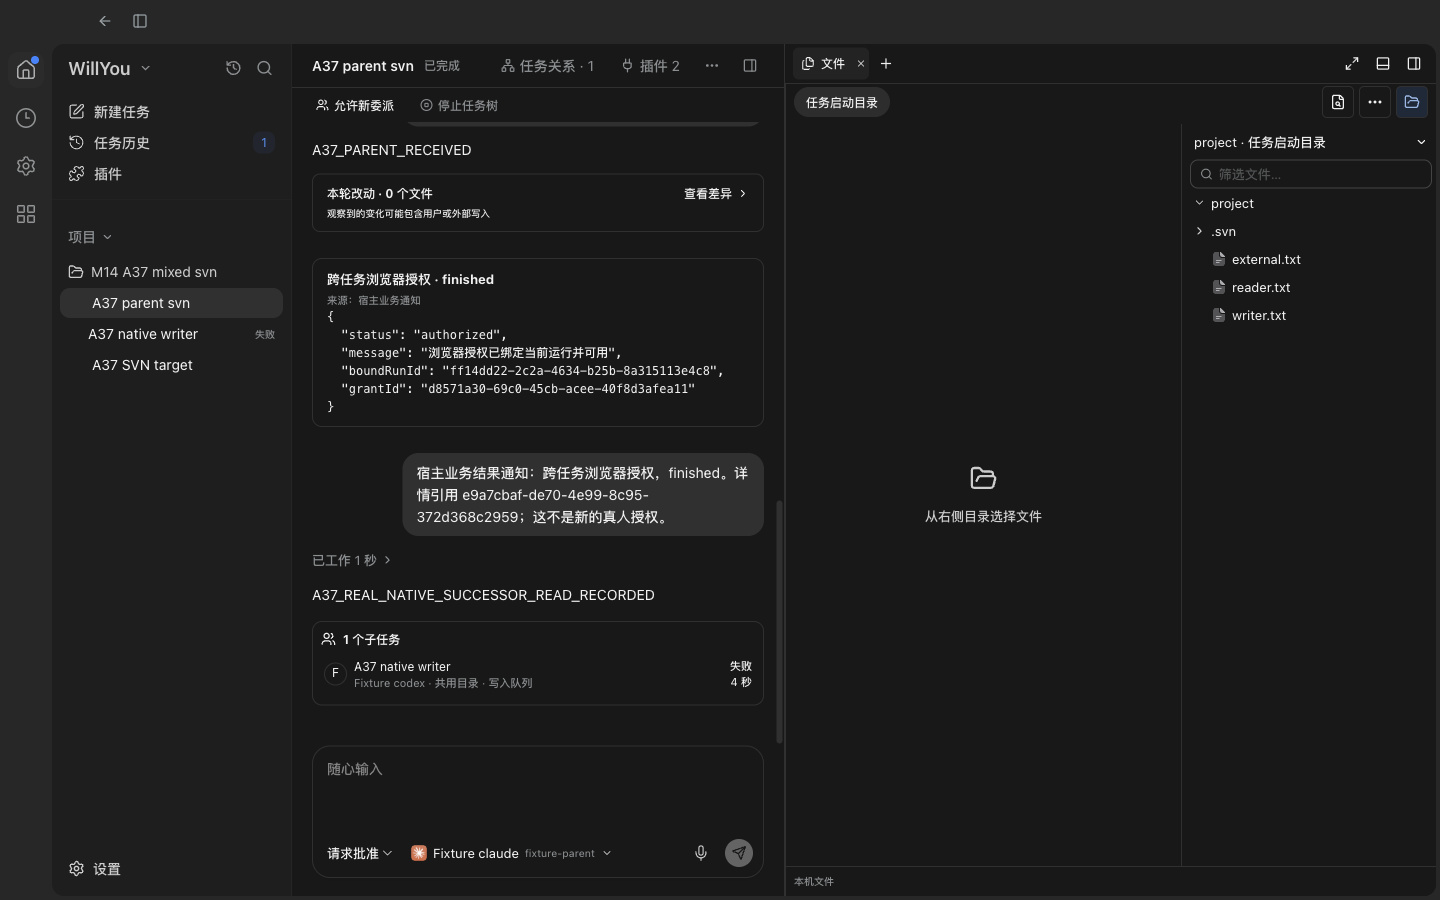 WillYou
新建任务
任务历史
1
插件
项目
M14 A37 mixed svn
A37 parent svn
A37 native writer
失败
A37 SVN target
设置
A37 parent svn 已完成
任务关系 · 1
插件 2
允许新委派
停止任务树
A37_PARENT_RECEIVED
本轮改动 · 0 个文件
查看差异
观察到的变化可能包含用户或外部写入
跨任务浏览器授权 · finished
来源：宿主业务通知
{
"status": "authorized",
"message": "浏览器授权已绑定当前运行并可用",
"boundRunId": "ff14dd22-2c2a-4634-b25b-8a315113e4c8",
"grantId": "d8571a30-69c0-45cb-acee-40f8d3afea11"
}
宿主业务结果通知：跨任务浏览器授权，finished。详
情引用 e9a7cbaf-de70-4e99-8c95-
372d368c2959；这不是新的真人授权。
已工作 1 秒
A37_REAL_NATIVE_SUCCESSOR_READ_RECORDED
1 个子任务
F
A37 native writer
失败
Fixture codex · 共用目录 · 写入队列
4 秒
随心输入
请求批准
Fixture claude fixture-parent
文件
任务启动目录
从右侧目录选择文件
project · 任务启动目录
筛选文件...
project
.svn
external.txt
reader.txt
writer.txt
本机文件